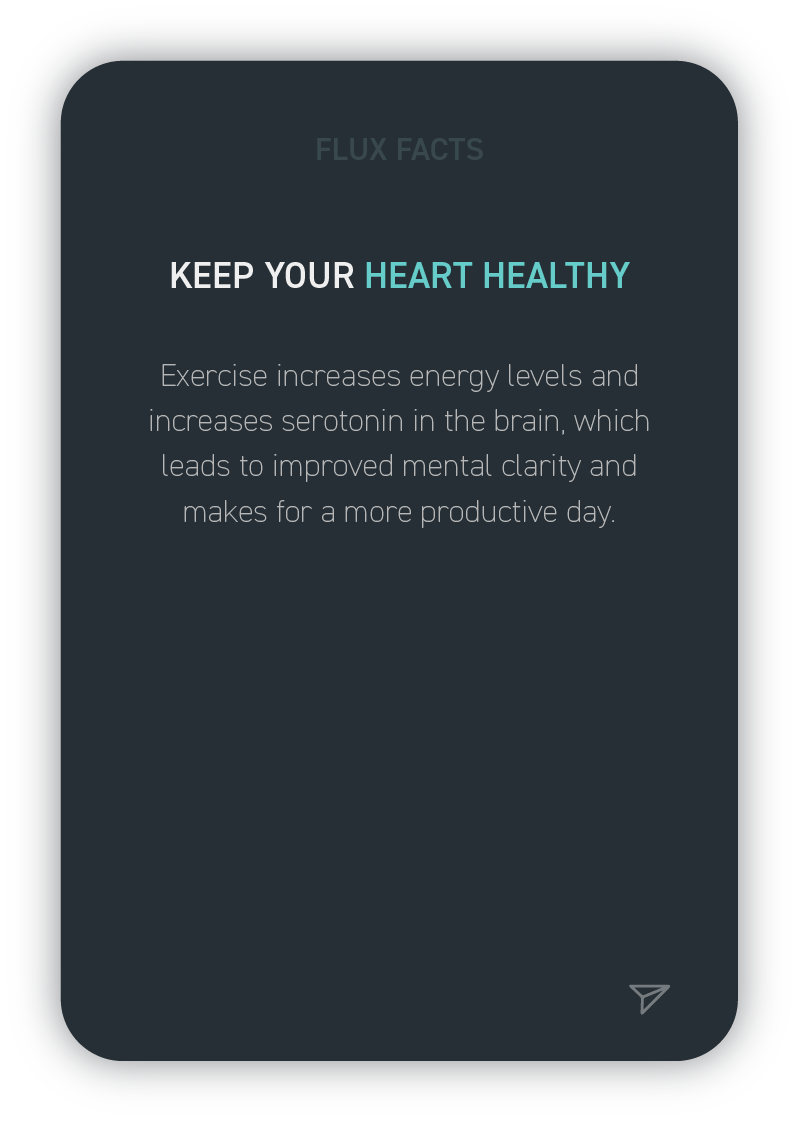 FLUX FACTS
KEEP YOUR HEART HEALTHY
Exercise increases energy levels and
increases serotonin in the brain, which
leads to improved mental clarity and
makes for a more productive day.